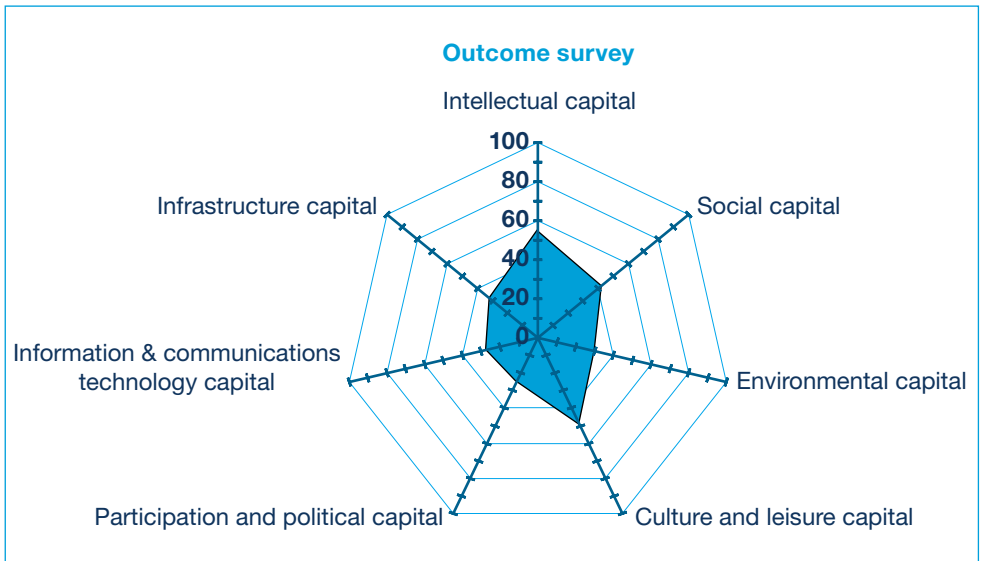 Outcome survey
Intellectual capital
100
80
60
40
20
0
Infrastructure capital
Social capital
Information & communications
technology capital
Environmental capital
Participation and political capital
Culture and leisure capital